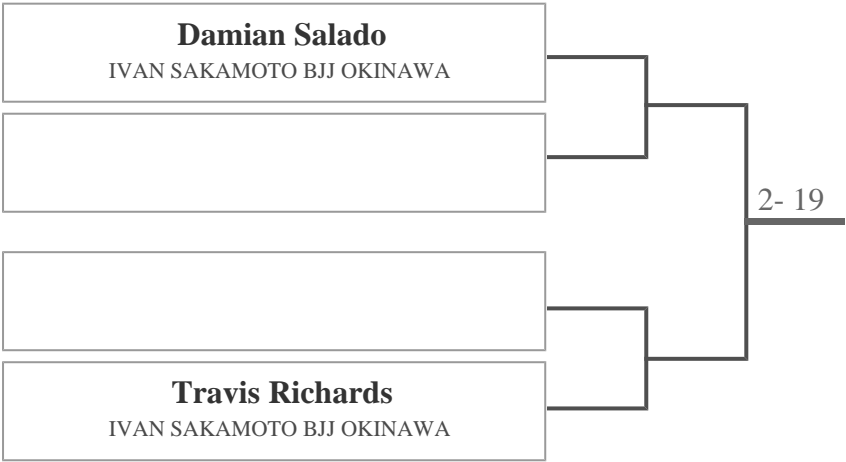 Damian Salado
IVAN SAKAMOTO BJJ OKINAWA
2- 19
Travis Richards
IVAN SAKAMOTO BJJ OKINAWA